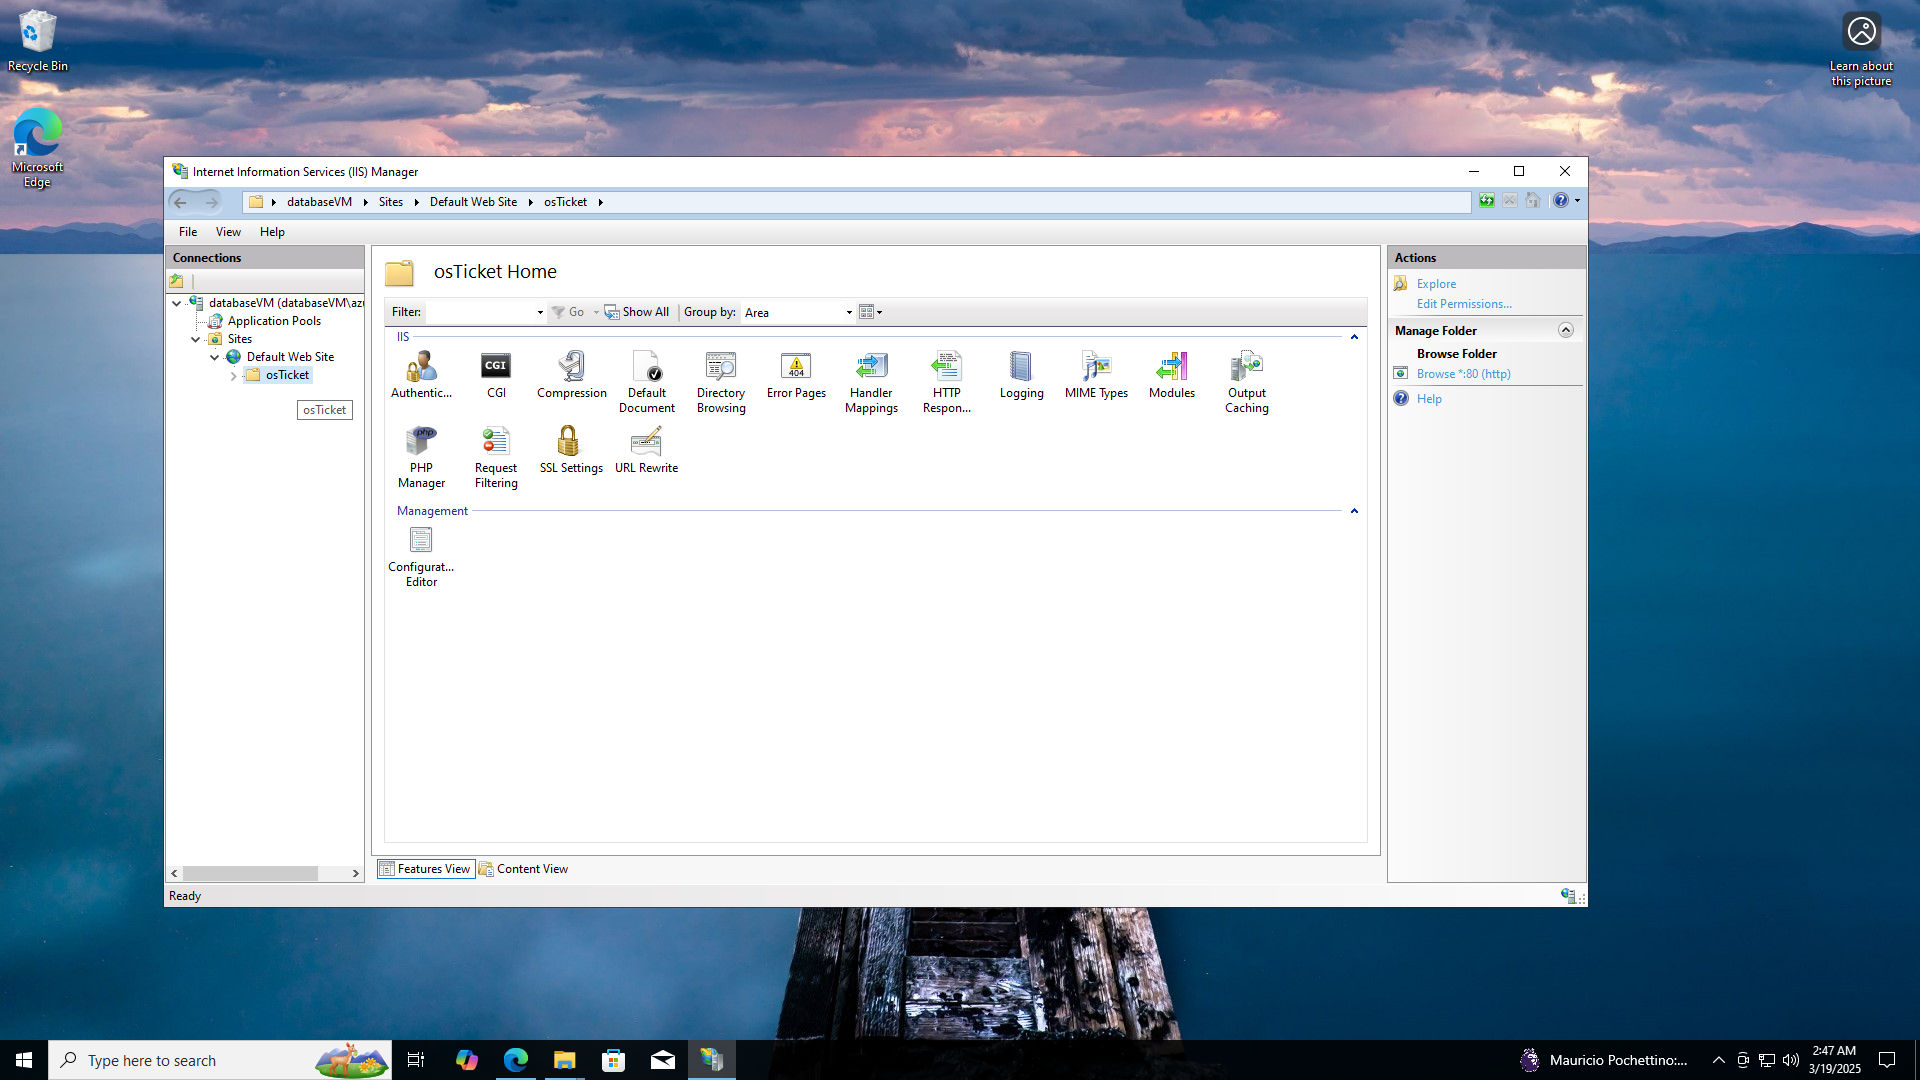 Recycle Bin
Microsoft
Edge
Learn about
this picture
Internet Information Services (IIS) Manager
databaseVM
Sites
Default Web Site
osTicket
File
View
Help
Connections
databaseVM (databaseVM\azu
Application Pools
Sites
Default Web Site
osTicket
osTicket
osTicket Home
Filter:
Go
Show All
Group by:
Area
IIS
Authentic...
CGI
CGI
Compression
Default
Document
Directory
Browsing
404
Error Pages
Handler
Mappings
HTTP
Respon...
Logging
MIME Types
Modules
Output
Caching
php
PHP
Manager
Request
Filtering
SSL Settings
URL Rewrite
Management
Configurat...
Editor
Features View
Content View
Actions
Explore
Edit Permissions...
Manage Folder
Browse Folder
Browse *:80 (http)
Help
Ready
Type here to search
Mauricio Pochettino:...
2:47 AM
3/19/2025